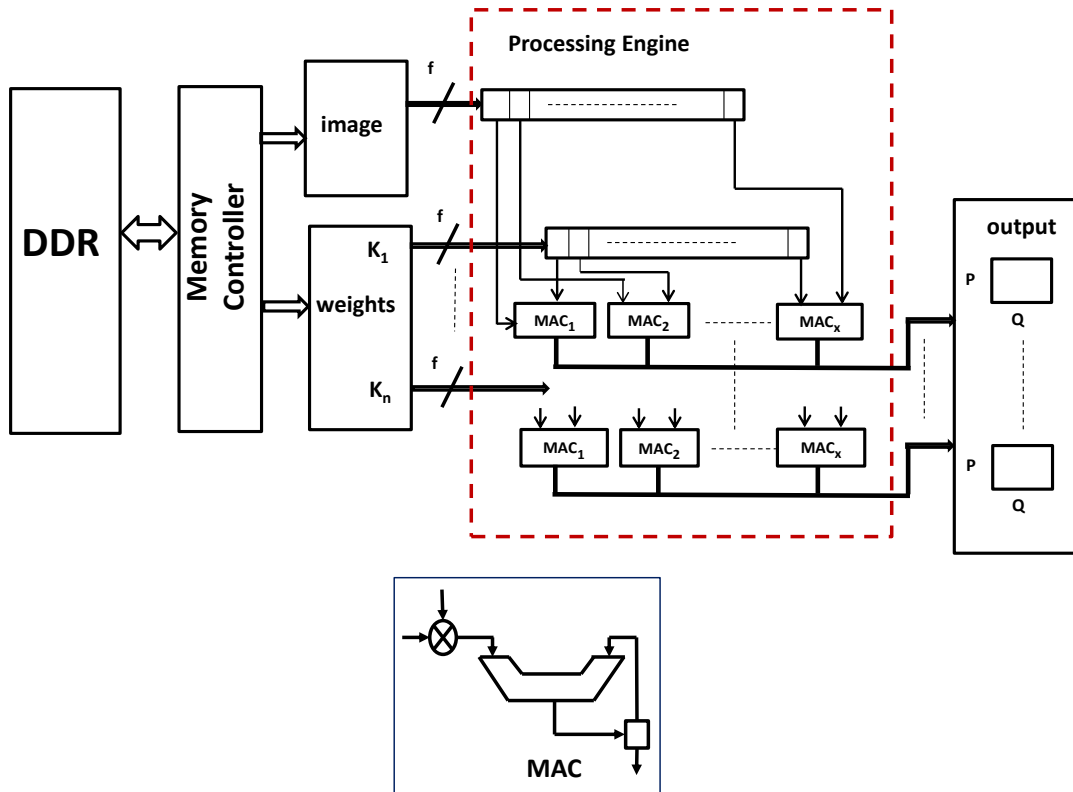 Processing Engine
f
image
DDR
Memory
Controller
f
K1
weights
Kn
f
MAC1
MAC2
MACx
MAC1
MAC2
MACx
output
P
Q
P
Q
MAC